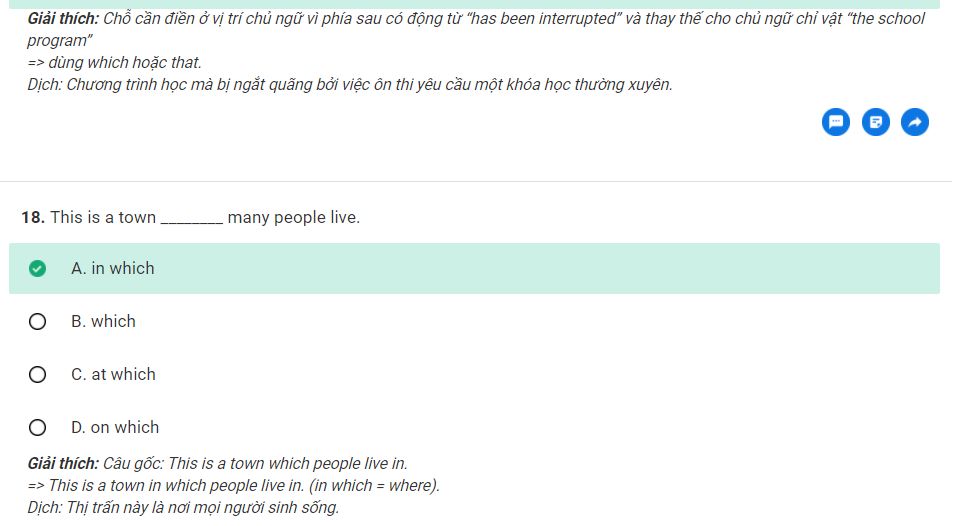 Giải thích: Chỗ cần điền ở vị trí chủ ngữ vì phía sau có động từ "has been interrupted" và thay thế cho chủ ngữ chỉ vật "the school
program"
=> dùng which hoặc that.
Dịch: Chương trình học mà bị ngắt quãng bởi việc ôn thi yêu cầu một khóa học thường xuyên.
18. This is a town ________ many people live.
A. in which
B. which
C. at which
D. on which
Giải thích: Câu gốc: This is a town which people live in.
=> This is a town in which people live in. (in which = where).
Dịch: Thị trấn này là nơi mọi người sinh sống.